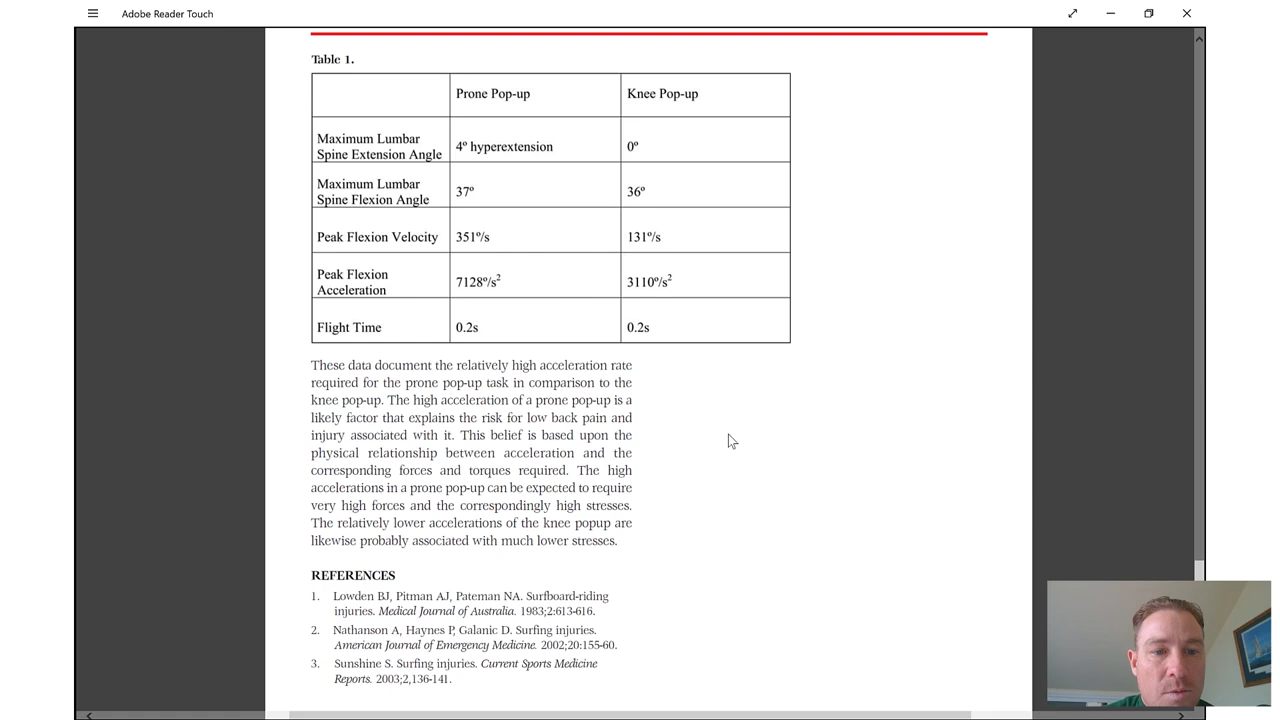 Adobe Reader Touch
Table 1.
Prone Pop-up
Knee Pop-up
Maximum Lumbar
Spine Extension Angle
4º hyperextension
0º
Maximum Lumbar
Spine Flexion Angle
37º
36º
Peak Flexion Velocity
351º/s
131º/s
Peak Flexion
Acceleration
7128º/s²
3110º/s²
Flight Time
0.2s
0.2s
These data document the relatively high acceleration rate
required for the prone pop-up task in comparison to the
knee pop-up. The high acceleration of a prone pop-up is a
likely factor that explains the risk for low back pain and
injury associated with it. This belief is based upon the
physical relationship between acceleration and the
corresponding forces and torques required. The high
accelerations in a prone pop-up can be expected to require
very high forces and the correspondingly high stresses.
The relatively lower accelerations of the knee popup are
likewise probably associated with much lower stresses.
REFERENCES
1. Lowden BJ, Pitman AJ, Pateman NA. Surfboard-riding
injuries. Medical Journal of Australia. 1983;2:613-616.
2. Nathanson A, Haynes P, Galanic D. Surfing injuries.
American Journal of Emergency Medicine. 2002;20:155-60.
3. Sunshine S. Surfing injuries. Current Sports Medicine
Reports. 2003;2,136-141.